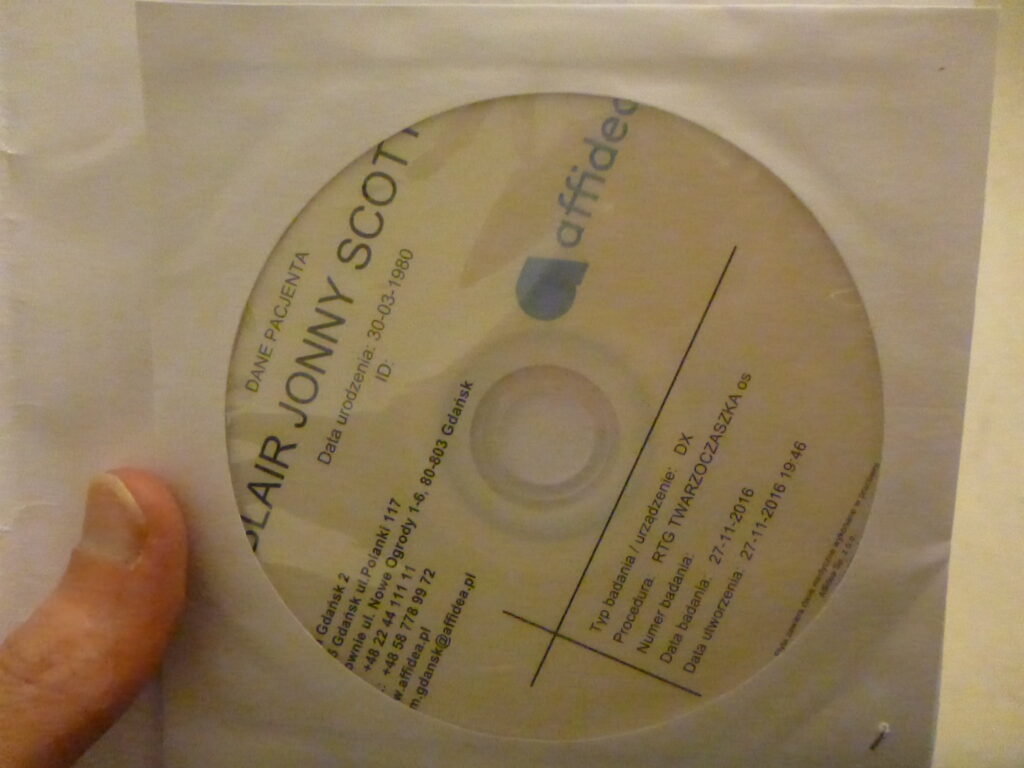 affidea
DANE PACJENTA
BLAIR JONNY SCOTT
Data urodzenia: 30-03-1980
ID:
Gdańsk 2
Gdańsk ul.Polanki 117
ul. Nowe Ogrody 1-6, 80-803 Gdańsk
+48 22 44 111 11
: +48 58 778 99 72
w.affidea.pl
m.gdansk@affidea.pl
Typ badania / urządzenie: DX
Procedura: RTG TWARZOCZASZKA os
Numer badania:
Data badania: 27-11-2016
Data utworzenia: 27-11-2016 19:46